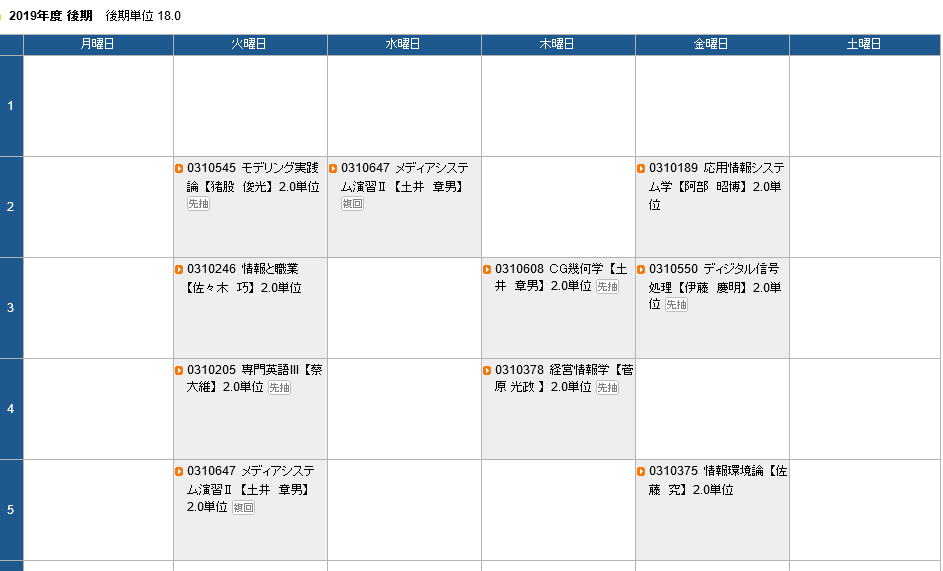 2019年度 後期 後期単位 18.0
月曜日 火曜日 水曜日 木曜日 金曜日 土曜日
1
2
0310545 モデリング実践
論【猪股 俊光】2.0単位
先抽
0310647 メディアシステ
ム演習Ⅱ【土井 章男】
複回
0310189 応用情報システ
ム学【阿部 昭博】2.0単
位
3
0310246 情報と職業
【佐々木 巧】2.0単位
0310608 CG幾何学【土
井 章男】2.0単位 先抽
0310550 ディジタル信号
処理【伊藤 慶明】2.0単
位 先抽
4
0310205 専門英語Ⅲ【蔡
大維】2.0単位 先抽
0310378 経営情報学【菅
原 光政 】2.0単位 先抽
5
0310647 メディアシステ
ム演習Ⅱ【土井 章男】
2.0単位 複回
0310375 情報環境論【佐
藤 究】2.0単位